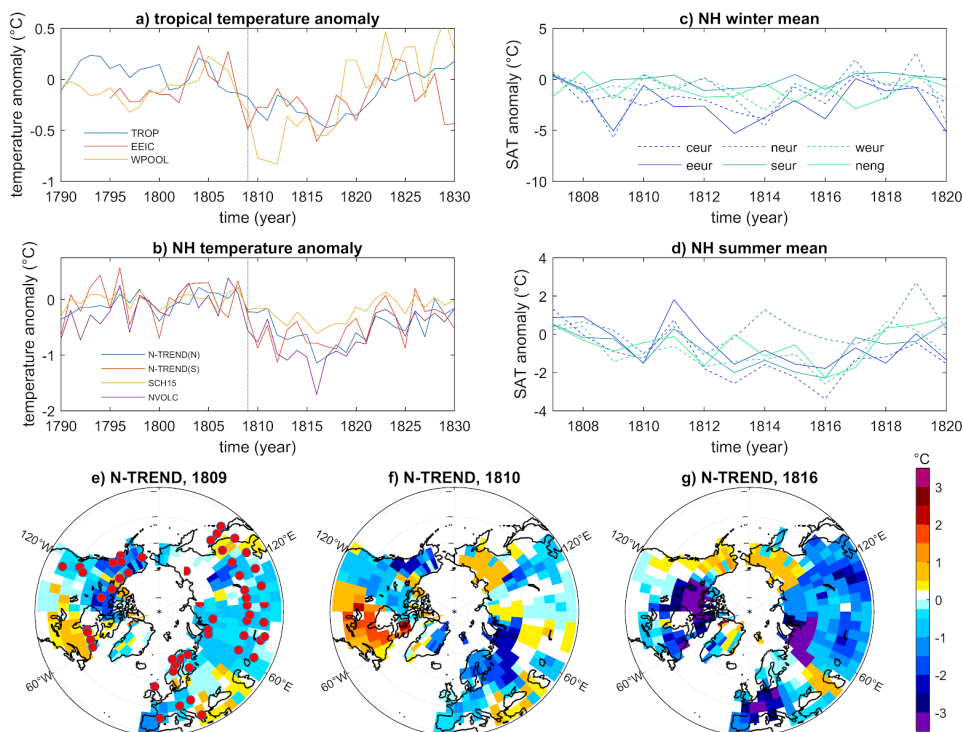 a) tropical temperature anomaly
temperature anomaly (°C)
0.5
0
-0.5
-1
TROP
EEIC
WPOOL
1790 1795 1800 1805 1810 1815 1820 1825 1830
time (year)
c) NH winter mean
SAT anomaly (°C)
5
0
-5
-10
ceur neur weur
eeur seur neng
1808 1810 1812 1814 1816 1818 1820
time (year)
b) NH temperature anomaly
temperature anomaly (°C)
0
-1
-2
N-TREND(N)
N-TREND(S)
SCH15
NVOLC
1790 1795 1800 1805 1810 1815 1820 1825 1830
time (year)
d) NH summer mean
SAT anomaly (°C)
4
2
0
-2
-4
1808 1810 1812 1814 1816 1818 1820
time (year)
e) N-TREND, 1809
120°W
120°E
60°W
60°E
f) N-TREND, 1810
120°W
120°E
60°W
60°E
g) N-TREND, 1816
120°W
120°E
60°W
60°E
°C
3
2
1
0
-1
-2
-3